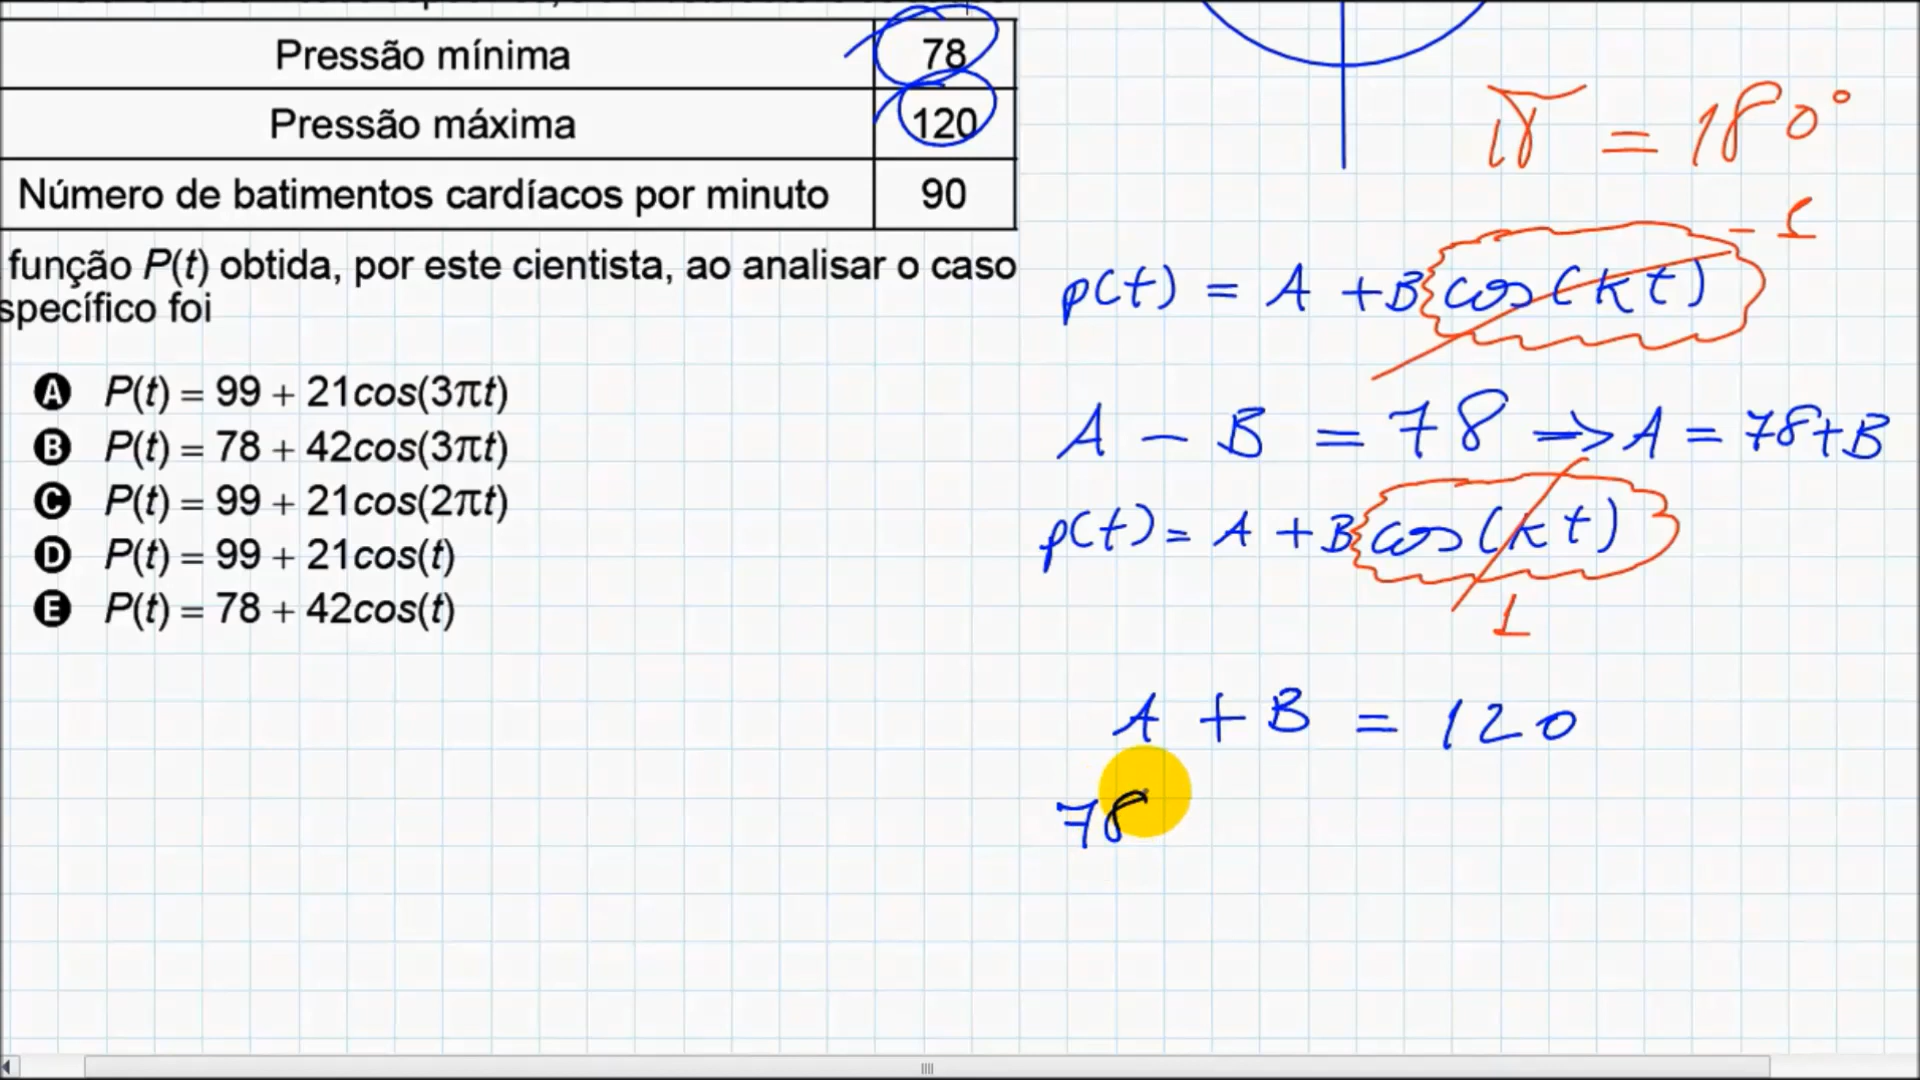 Pressão mínima 78
Pressão máxima 120
Número de batimentos cardíacos por minuto 90
função P(t) obtida, por este cientista, ao analisar o caso
specífico foi
A P(t) = 99 + 21cos(3πt)
B P(t) = 78 + 42cos(3πt)
C P(t) = 99 + 21cos(2πt)
D P(t) = 99 + 21cos(t)
E P(t) = 78 + 42cos(t)
π = 180°
-1
p(t) = A + B cos(kt)
A - B = 78 => A = 78+B
p(t) = A + B cos(kt)
1
A + B = 120
78